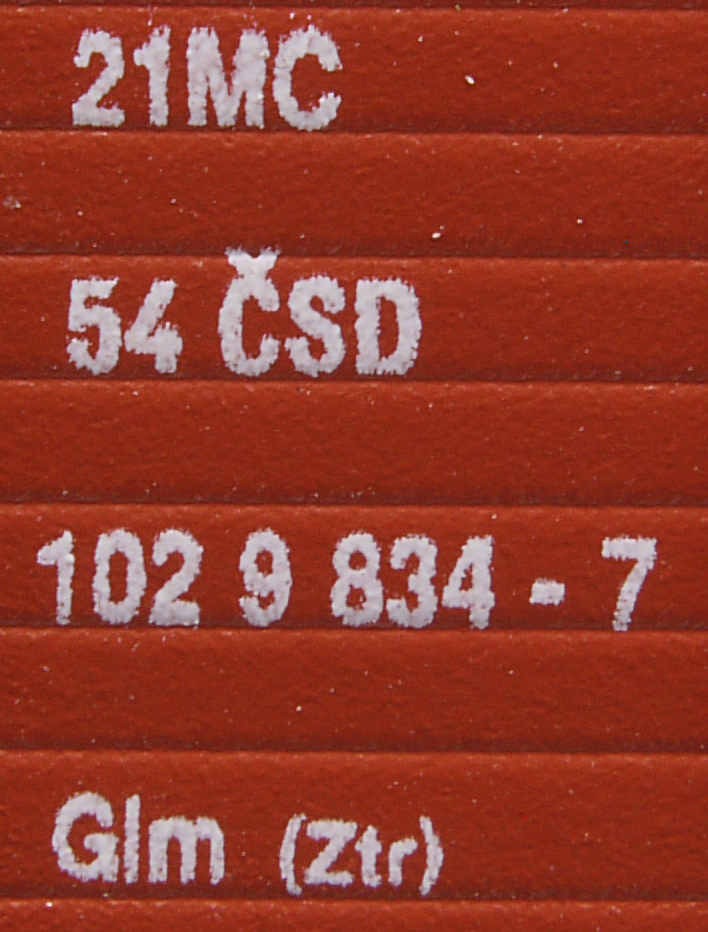 21MC
54 ČSD
102 9 834 - 7
Glm (Ztr)